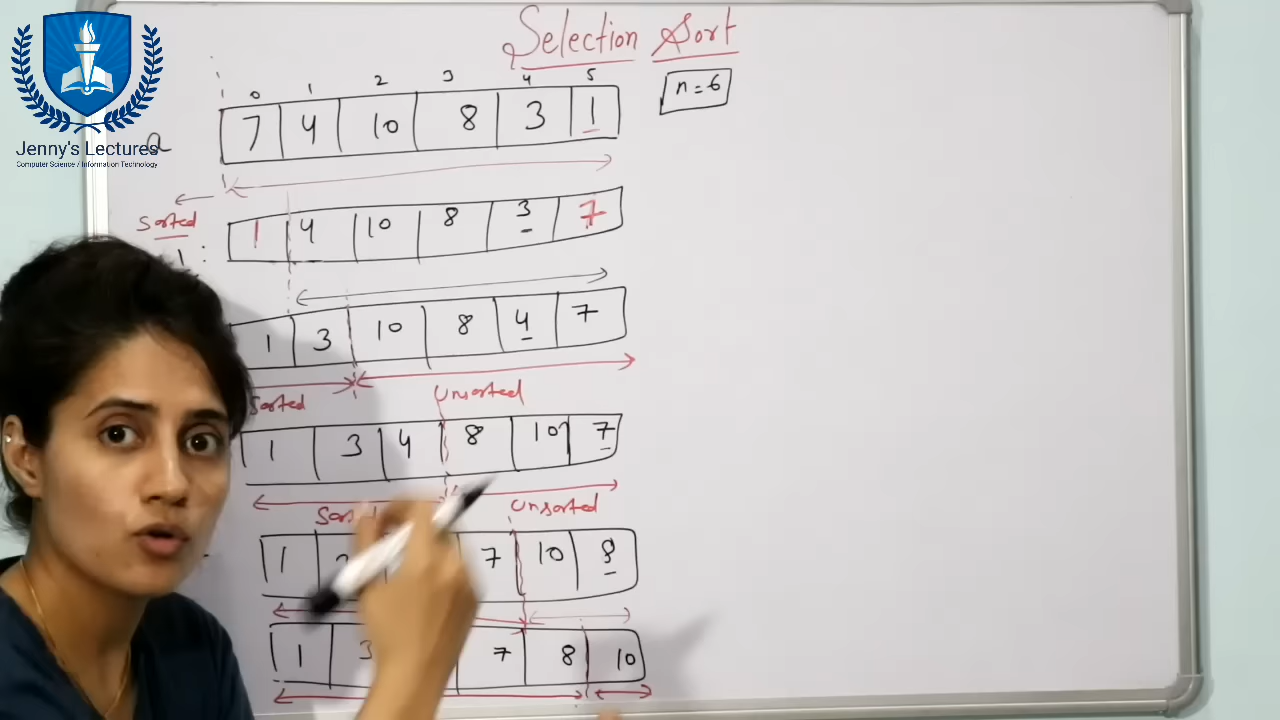 Selection Sort
n = 6
0 1 2 3 4 5
a 7 4 10 8 3 1
Jenny's Lectures
Computer Science / Information Technology
Sorted
1: 1 4 10 8 3 7
1 3 10 8 4 7
Sorted Unsorted
1 3 4 8 10 7
Unsorted
1 7 10 8
1 3 7 8 10